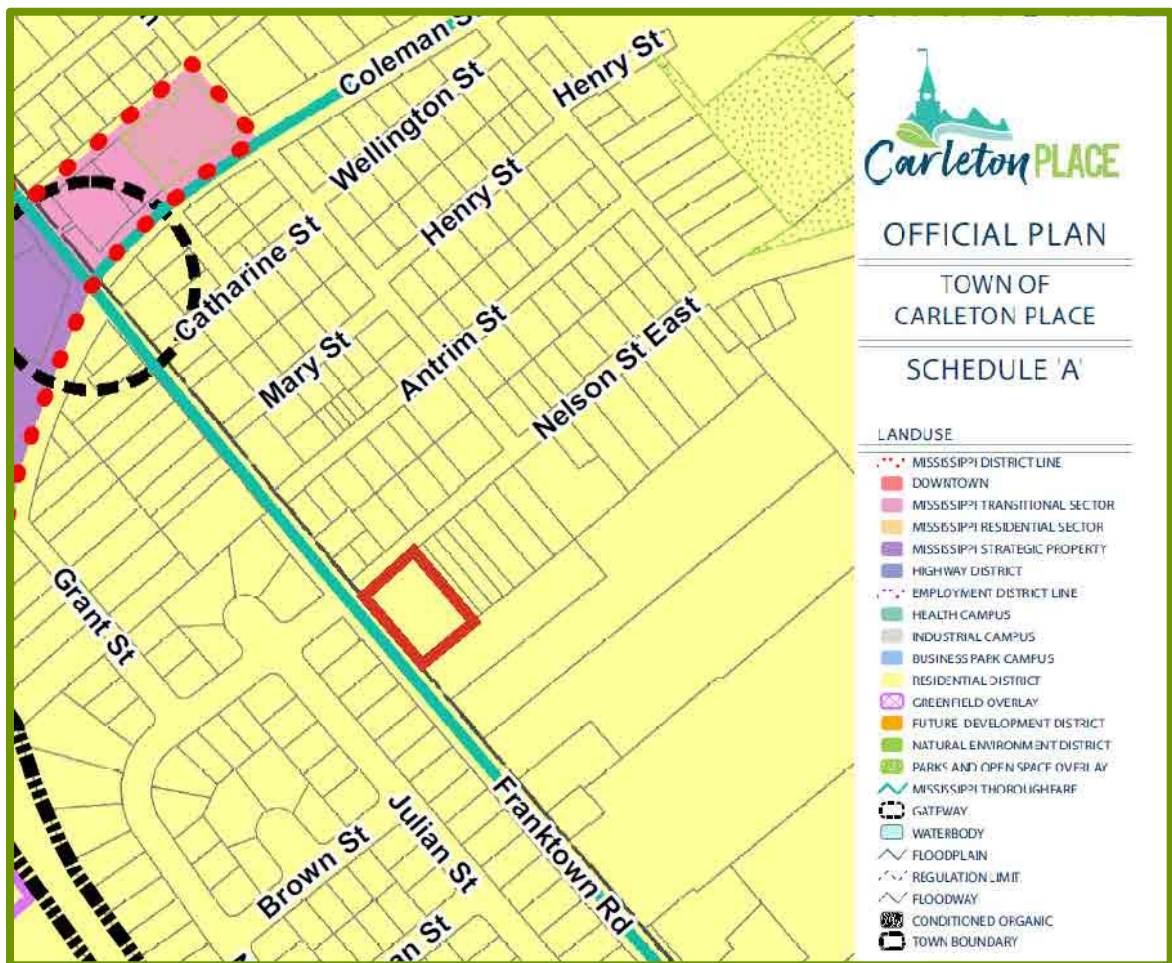 Coleman St
Henry St
Wellington St
Henry St
Catharine St
Mary St
Antrim St
Nelson St East
Grant St
Franktown Rd
Julian St
Brown St
an St
Carleton PLACE
OFFICIAL PLAN
TOWN OF
CARLETON PLACE
SCHEDULE 'A'
LANDUSE
MISSISSIPPI DISTRICT LINE
DOWNTOWN
MISSISSIPPI TRANSITIONAL SECTOR
MISSISSIPPI RESIDENTIAL SECTOR
MISSISSIPPI STRATEGIC PROPERTY
HIGHWAY DISTRICT
EMPLOYMENT DISTRICT LINE
HEALTH CAMPUS
INDUSTRIAL CAMPUS
BUSINESS PARK CAMPUS
RESIDENTIAL DISTRICT
GREENFIELD OVERLAY
FUTURE DEVELOPMENT DISTRICT
NATURAL ENVIRONMENT DISTRICT
PARKS AND OPEN SPACE OVERLAY
MISSISSIPPI THOROUGHFARE
GATEWAY
WATERBODY
FLOODPLAIN
REGULATION LIMIT
FLOODWAY
CONDITIONED ORGANIC
TOWN BOUNDARY